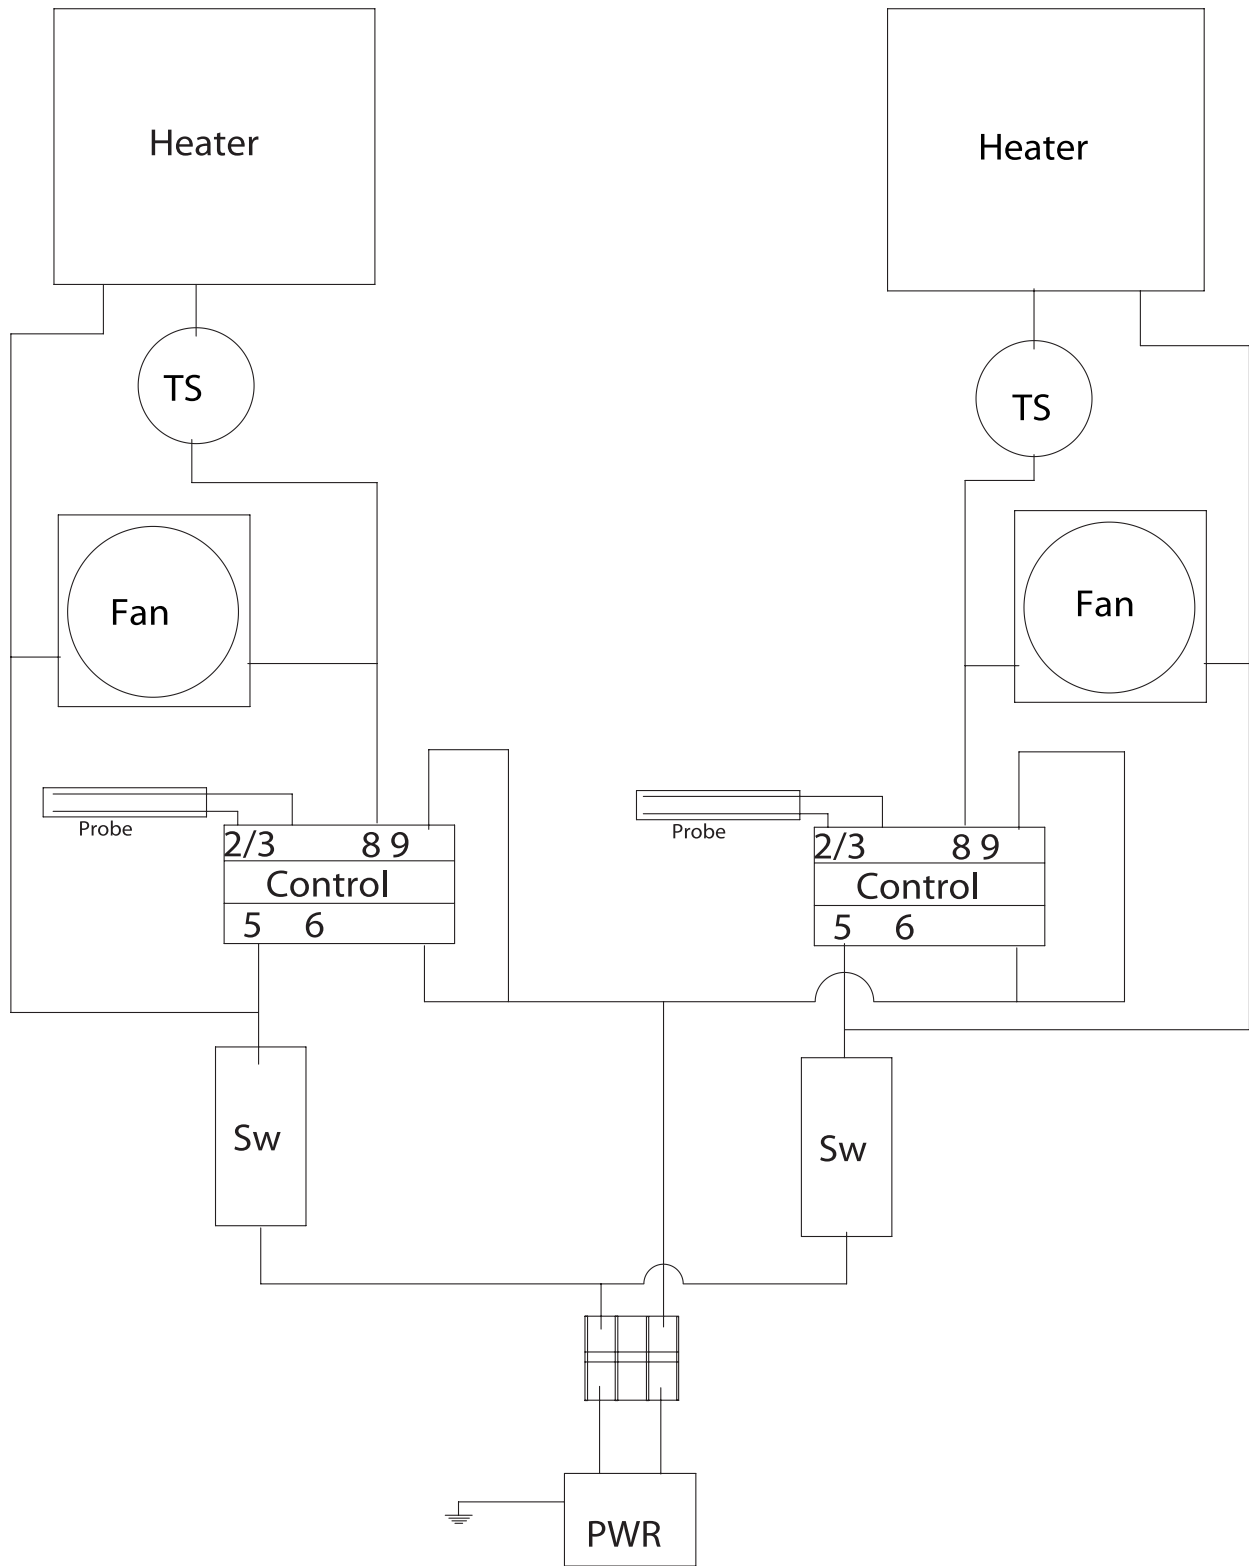 Heater
Heater
TS
TS
Fan
Fan
Probe
Probe
2/3 8 9
2/3 8 9
Control
Control
5 6
5 6
Sw
Sw
PWR